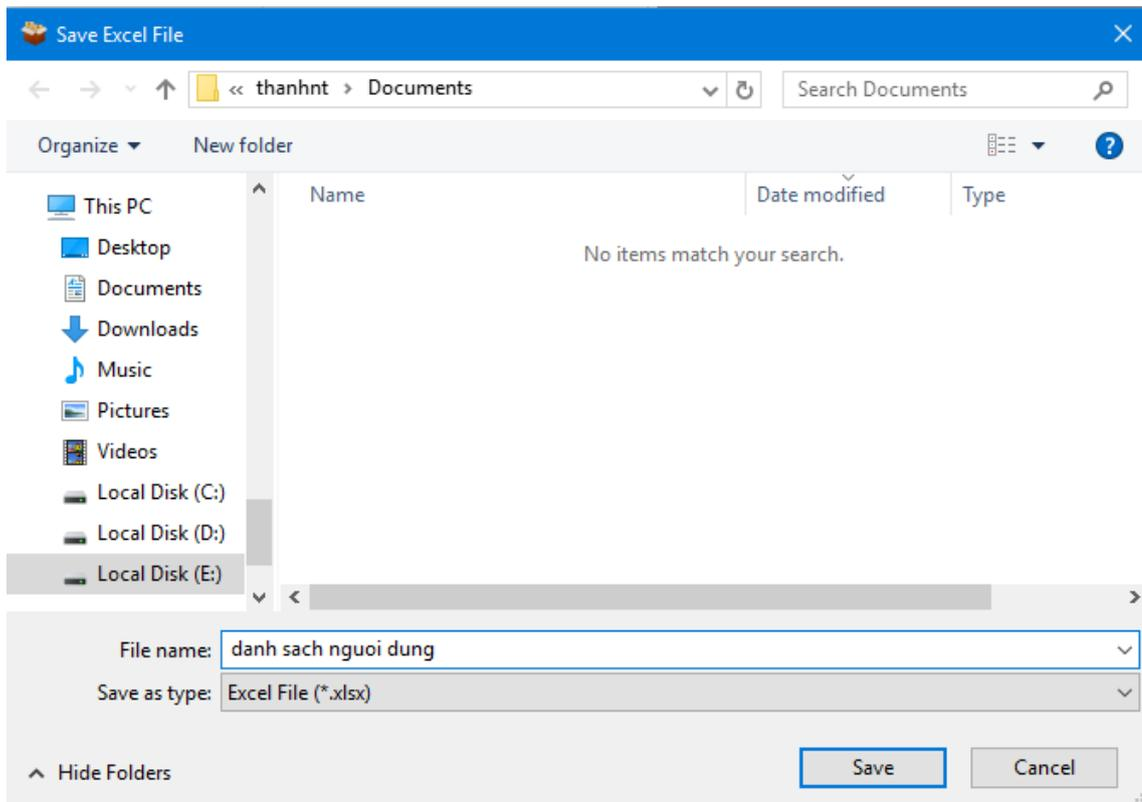 Save Excel File
« thanhnt > Documents
Search Documents
Organize
New folder
Name
Date modified
Type
This PC
Desktop
Documents
Downloads
Music
Pictures
Videos
Local Disk (C:)
Local Disk (D:)
Local Disk (E:)
No items match your search.
File name: danh sach nguoi dung
Save as type: Excel File (*.xlsx)
Hide Folders
Save
Cancel